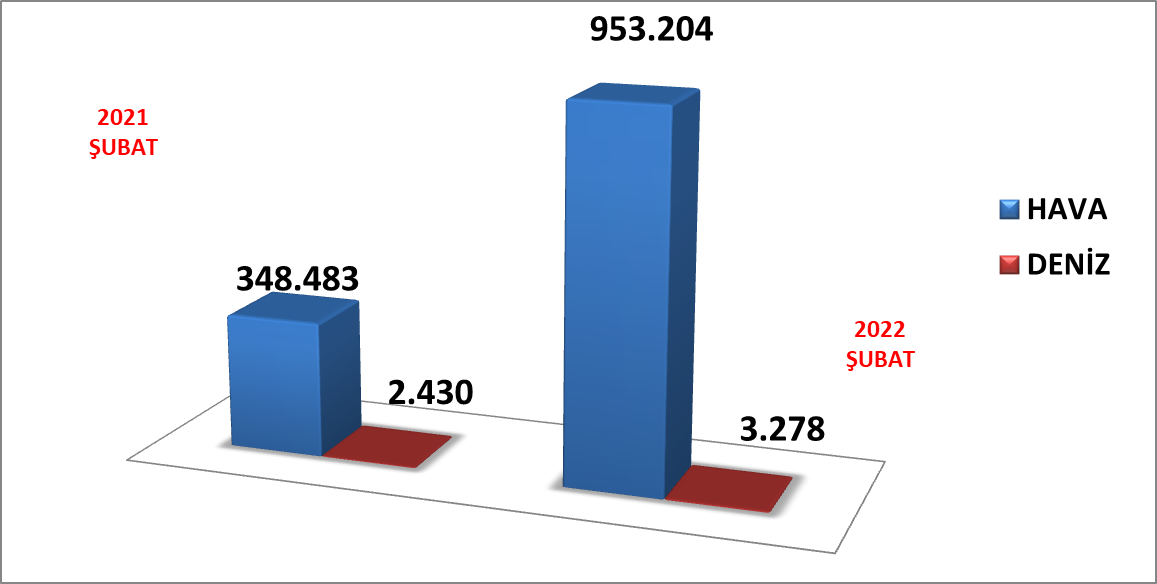 953.204
2021
ŞUBAT
HAVA
DENİZ
348.483
2022
ŞUBAT
2.430
3.278